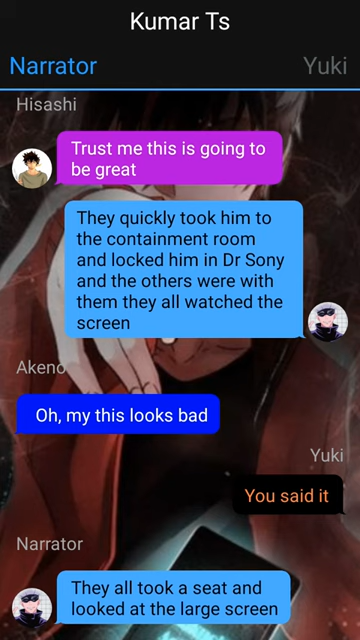 Kumar Ts
Narrator
Yuki
Hisashi
Trust me this is going to
be great
They quickly took him to
the containment room
and locked him in Dr Sony
and the others were with
them they all watched the
screen
Akeno
Oh, my this looks bad
Yuki
You said it
Narrator
They all took a seat and
looked at the large screen